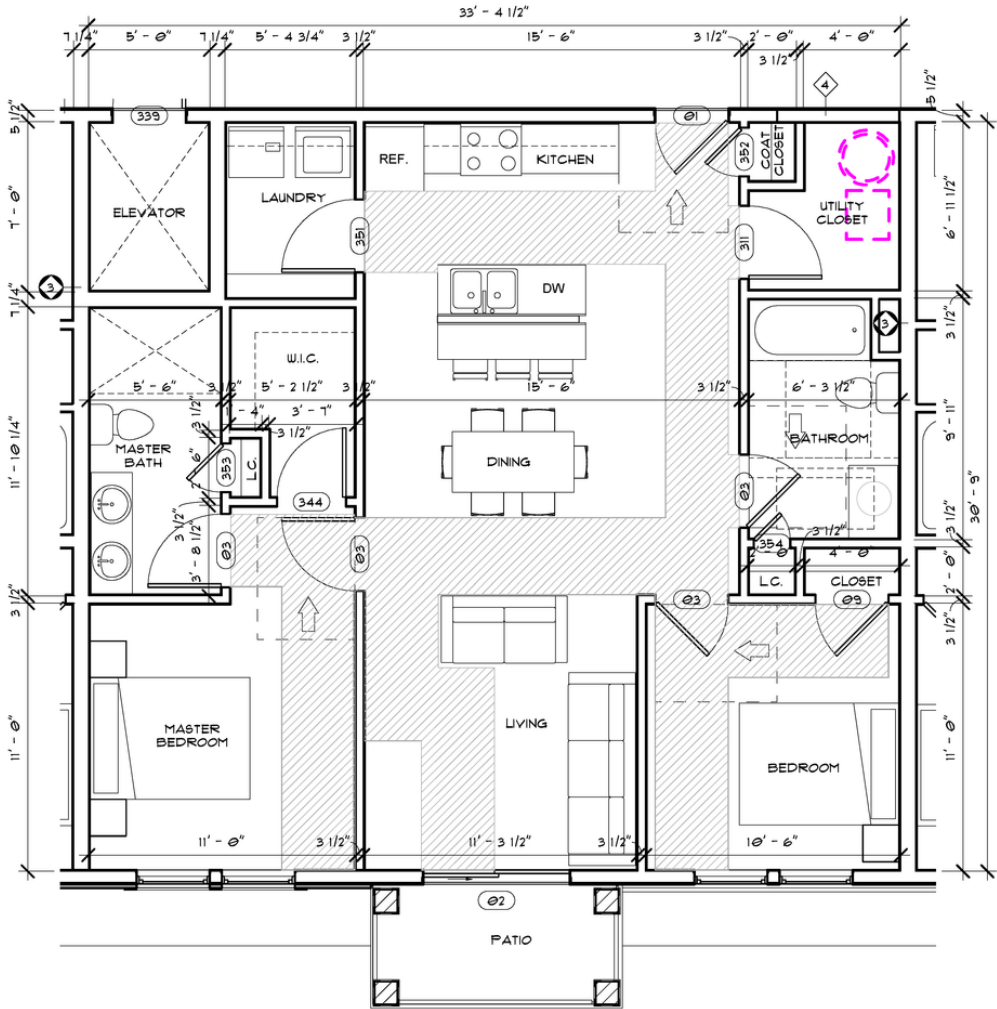 33' - 4 1/2"
7 1/4"
5' - 0"
7 1/4"
5' - 4 3/4"
3 1/2"
15' - 6"
3 1/2"
2' - 0"
4' - 0"
3 1/2"
5 1/2"
4
5 1/2"
339
01
352
COAT
CLOSET
REF.
KITCHEN
7' - 0"
ELEVATOR
LAUNDRY
UTILITY
CLOSET
6' - 11 1/2"
351
311
3
7 1/4"
DW
3
3 1/2"
W.I.C.
5' - 6"
3 1/2"
5' - 2 1/2"
3 1/2"
15' - 6"
3 1/2"
6' - 3 1/2"
3' - 7"
3 1/2"
3 1/2"
9' - 11"
BATHROOM
MASTER
BATH
353
L.C.
DINING
11' - 10 1/4"
03
344
30' - 9"
3 1/2"
3' - 8 1/2"
03
03
354
3 1/2"
3 1/2"
4' - 0"
L.C.
CLOSET
2' - 0"
3 1/2"
03
09
3 1/2"
MASTER
BEDROOM
LIVING
BEDROOM
11' - 0"
11' - 0"
11' - 0"
3 1/2"
11' - 3 1/2"
3 1/2"
10' - 6"
02
PATIO